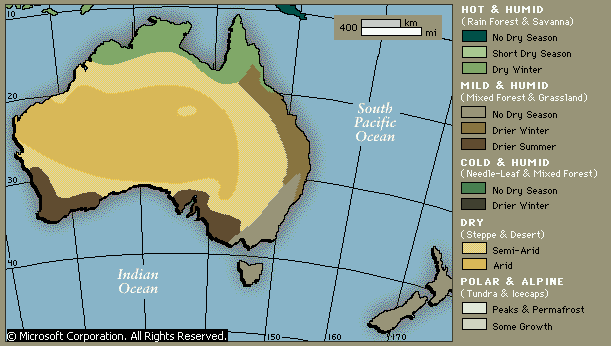 10
20
30
40
400
km
mi
South
Pacific
Ocean
Indian
Ocean
150
160
170
© Microsoft Corporation. All Rights Reserved.
HOT & HUMID
(Rain Forest & Savanna)
No Dry Season
Short Dry Season
Dry Winter
MILD & HUMID
(Mixed Forest & Grassland)
No Dry Season
Drier Winter
Drier Summer
COLD & HUMID
(Needle-Leaf & Mixed Forest)
No Dry Season
Drier Winter
DRY
(Steppe & Desert)
Semi-Arid
Arid
POLAR & ALPINE
(Tundra & Icecaps)
Peaks & Permafrost
Some Growth